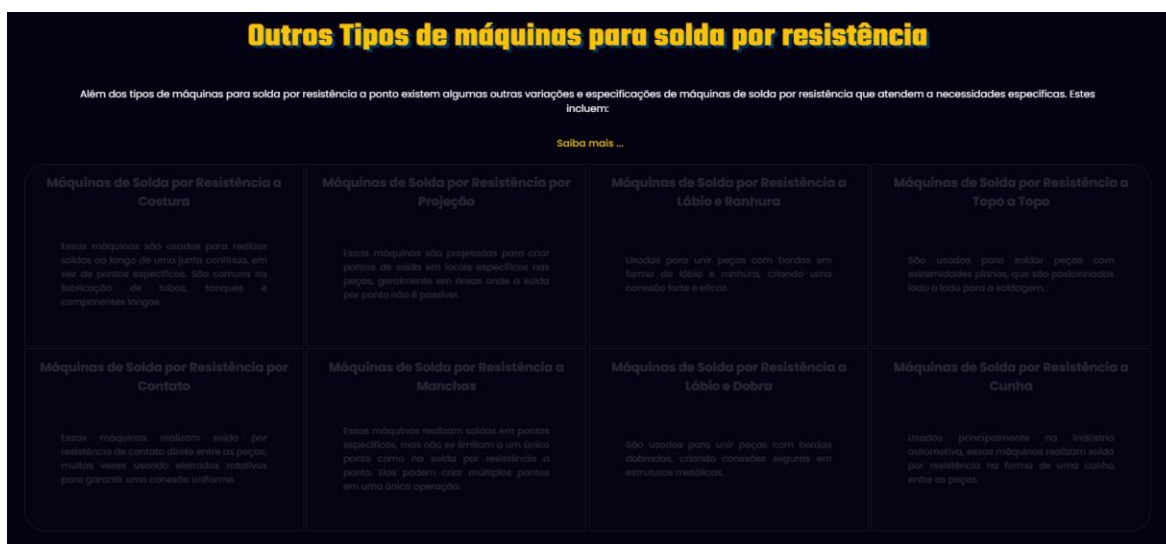 Outros Tipos de máquinas para solda por resistência
Além dos tipos de máquinas para solda por resistência a ponto existem algumas outras variações e especificações de máquinas de solda por resistência que atendem a necessidades específicas. Estes
incluem:
Saiba mais ...
Máquinas de Solda por Resistência a
Costura
Essas máquinas são usadas para realizar
soldas ao longo de uma junta contínua, em
vez de pontos específicos. São comuns na
fabricação de tubos, tanques e
componentes longos.
Máquinas de Solda por Resistência por
Projeção
Essas máquinas são projetadas para criar
pontos de solda em locais específicos nas
peças, geralmente em áreas onde a solda
por ponto não é possível.
Máquinas de Solda por Resistência a
Lábio e Ranhura
Usadas para unir peças com bordas em
forma de lábio e ranhura, criando uma
conexão forte e eficaz.
Máquinas de Solda por Resistência a
Topo a Topo
São usadas para soldar peças com
extremidades planas, que são posicionadas
lado a lado para a soldagem.
Máquinas de Solda por Resistência por
Contato
Essas máquinas realizam solda por
resistência de contato direto entre as peças,
muitas vezes usando eletrodos rotativos
para garantir uma conexão uniforme.
Máquinas de Solda por Resistência a
Manchas
Essas máquinas realizam soldas em pontos
específicos, mas não se limitam a um único
ponto como na solda por resistência a
ponto. Elas podem criar múltiplos pontos
em uma única operação.
Máquinas de Solda por Resistência a
Lábio e Dobra
São usadas para unir peças com bordas
dobradas, criando conexões seguras em
estruturas metálicas.
Máquinas de Solda por Resistência a
Cunha
Usadas principalmente na indústria
automotiva, essas máquinas realizam solda
por resistência na forma de uma cunha
entre as peças.